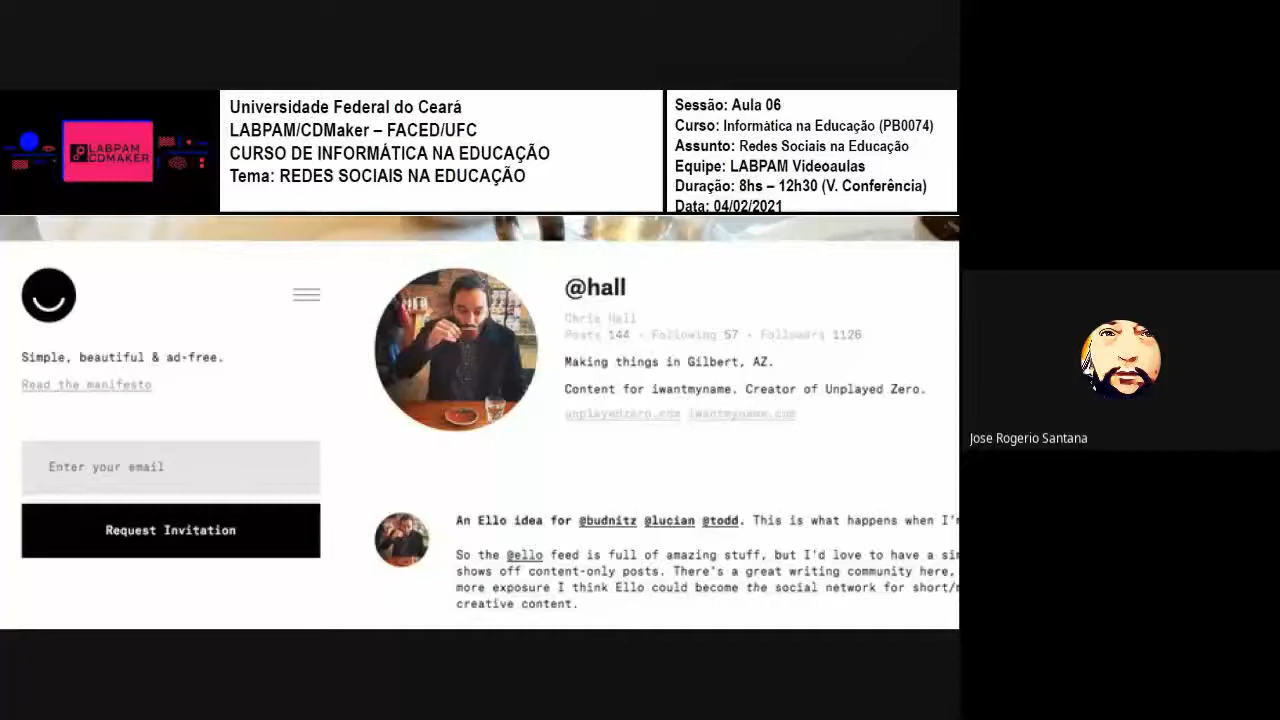 LABPAM
CDMAKER
Universidade Federal do Ceará
LABPAM/CDMaker – FACED/UFC
CURSO DE INFORMÁTICA NA EDUCAÇÃO
Tema: REDES SOCIAIS NA EDUCAÇÃO
Sessão: Aula 06
Curso: Informàtica na Educação (PB0074)
Assunto: Redes Sociais na Educação
Equipe: LABPAM Videoaulas
Duração: 8hs – 12h30 (V. Conferência)
Data: 04/02/2021
Simple, beautiful & ad-free.
Read the manifesto
Enter your email
Request Invitation
@hall
Chris Hall
Posts 144 • Following 57 • Followers 1126
Making things in Gilbert, AZ.
Content for iwantmyname. Creator of Unplayed Zero.
unplayedzero.com iwantmyname.com
An Ello idea for @budnitz @lucian @todd. This is what happens when I'm
So the @ello feed is full of amazing stuff, but I'd love to have a sim
shows off content-only posts. There's a great writing community here,
more exposure I think Ello could become the social network for short/m
creative content.
Jose Rogerio Santana